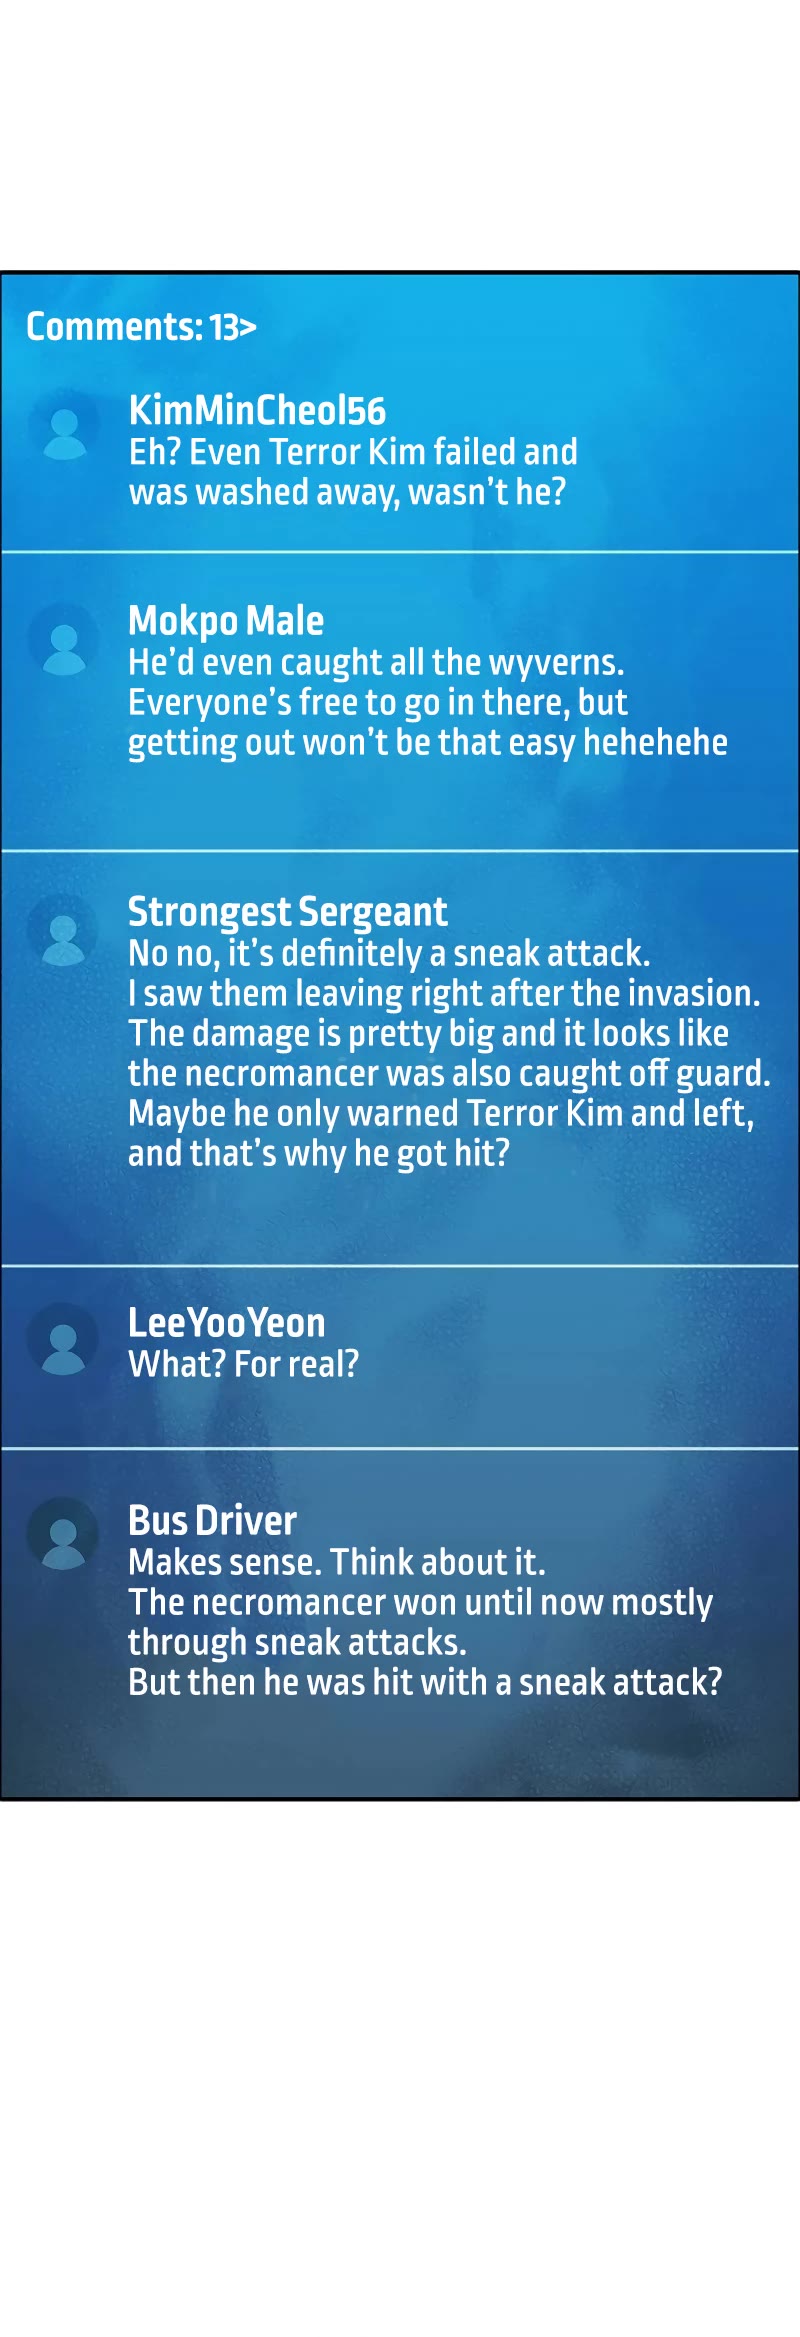 Comments: 13>
KimMinCheol56
Eh? Even Terror Kim failed and
was washed away, wasn't he?
Mokpo Male
He'd even caught all the wyverns.
Everyone's free to go in there, but
getting out won't be that easy hehehehe
Strongest Sergeant
No no, it's definitely a sneak attack.
I saw them leaving right after the invasion.
The damage is pretty big and it looks like
the necromancer was also caught off guard.
Maybe he only warned Terror Kim and left,
and that's why he got hit?
LeeYooYeon
What? For real?
Bus Driver
Makes sense. Think about it.
The necromancer won until now mostly
through sneak attacks.
But then he was hit with a sneak attack?